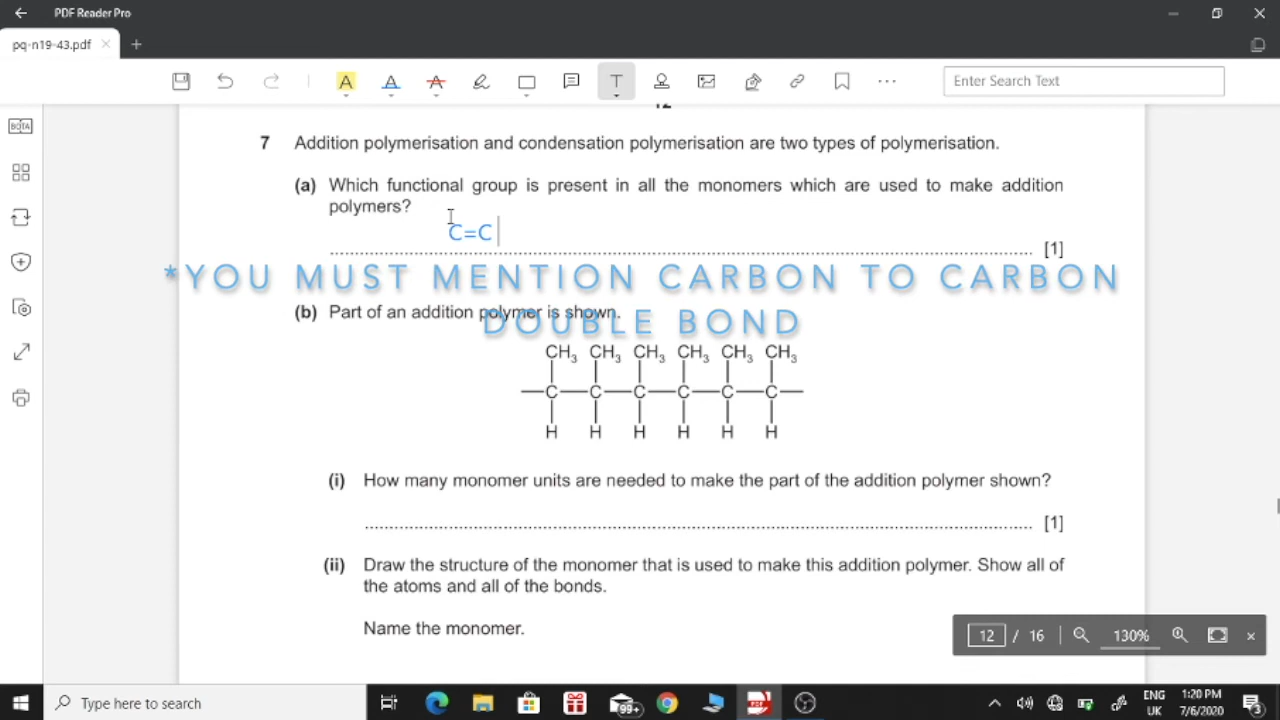 PDF Reader Pro
pq-n19-43.pdf
Enter Search Text
12
7 Addition polymerisation and condensation polymerisation are two types of polymerisation.
(a) Which functional group is present in all the monomers which are used to make addition
polymers?
C=C
[1]
*YOU MUST MENTION CARBON TO CARBON
DOUBLE BOND
(b) Part of an addition polymer is shown.
CH3 CH3 CH3 CH3 CH3 CH3
—C—C—C—C—C—C—
H H H H H H
(i) How many monomer units are needed to make the part of the addition polymer shown?
[1]
(ii) Draw the structure of the monomer that is used to make this addition polymer. Show all of
the atoms and all of the bonds.
Name the monomer.
12 / 16 130%
Type here to search
99+
ENG
UK
1:20 PM
7/6/2020
3